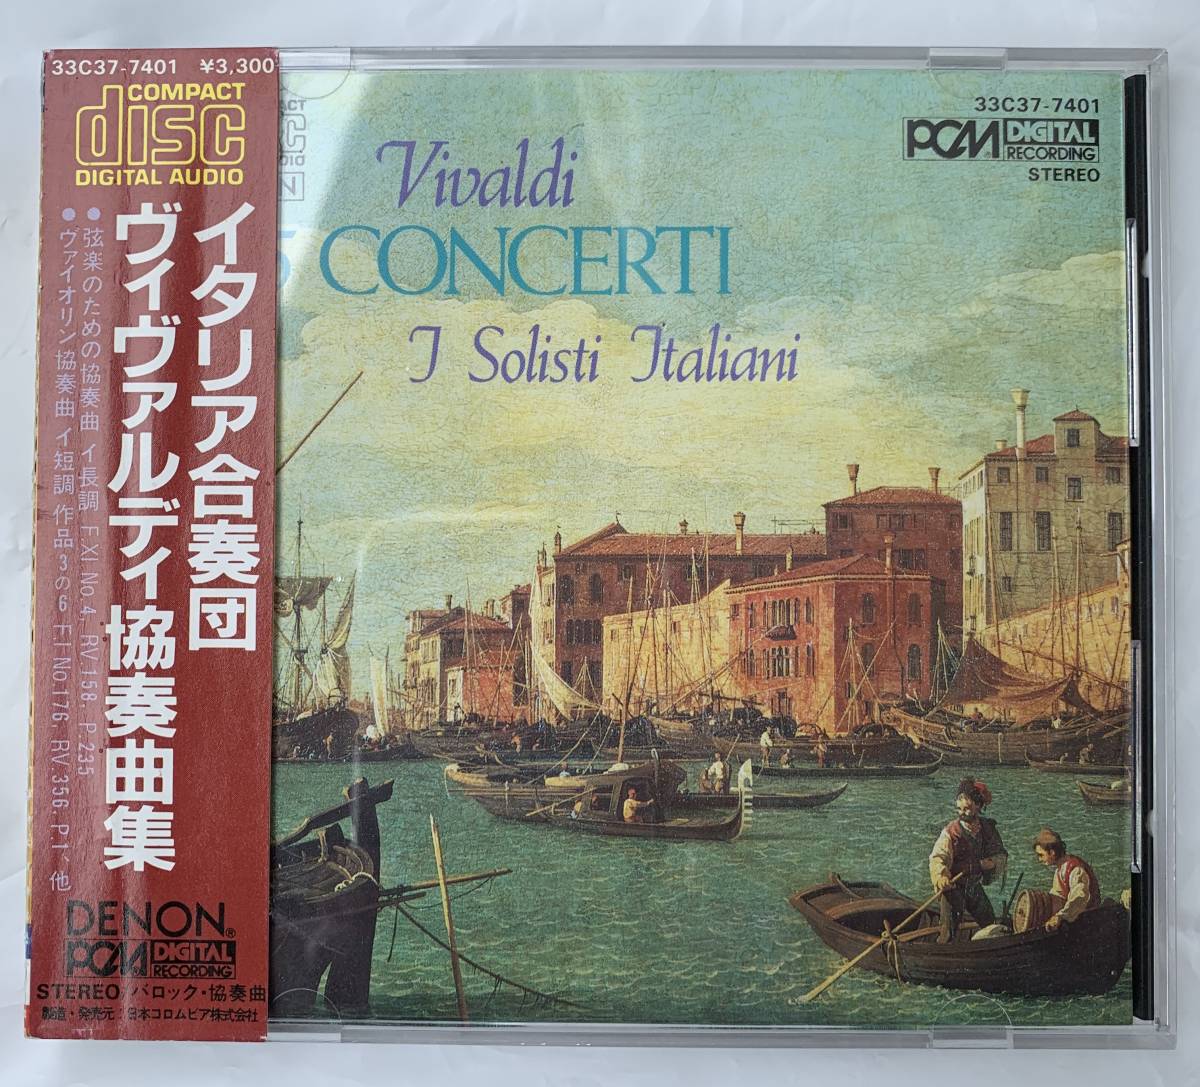 33C37-7401 ¥3,300
COMPACT
disc
DIGITAL AUDIO
イタリア合奏団
ヴィヴァルディ協奏曲集
●弦楽のための協奏曲 イ長調 F.XI No.4, RV.158, P.235
●ヴァイオリン協奏曲 イ短調 作品3の6 F.I No.176 RV.356, P.1、他
DENON®
PCM DIGITAL RECORDING
STEREO/バロック・協奏曲
製造・発売元:日本コロムビア株式会社
33C37-7401
PCM® DIGITAL RECORDING
STEREO
Vivaldi
5 CONCERTI
I Solisti Italiani